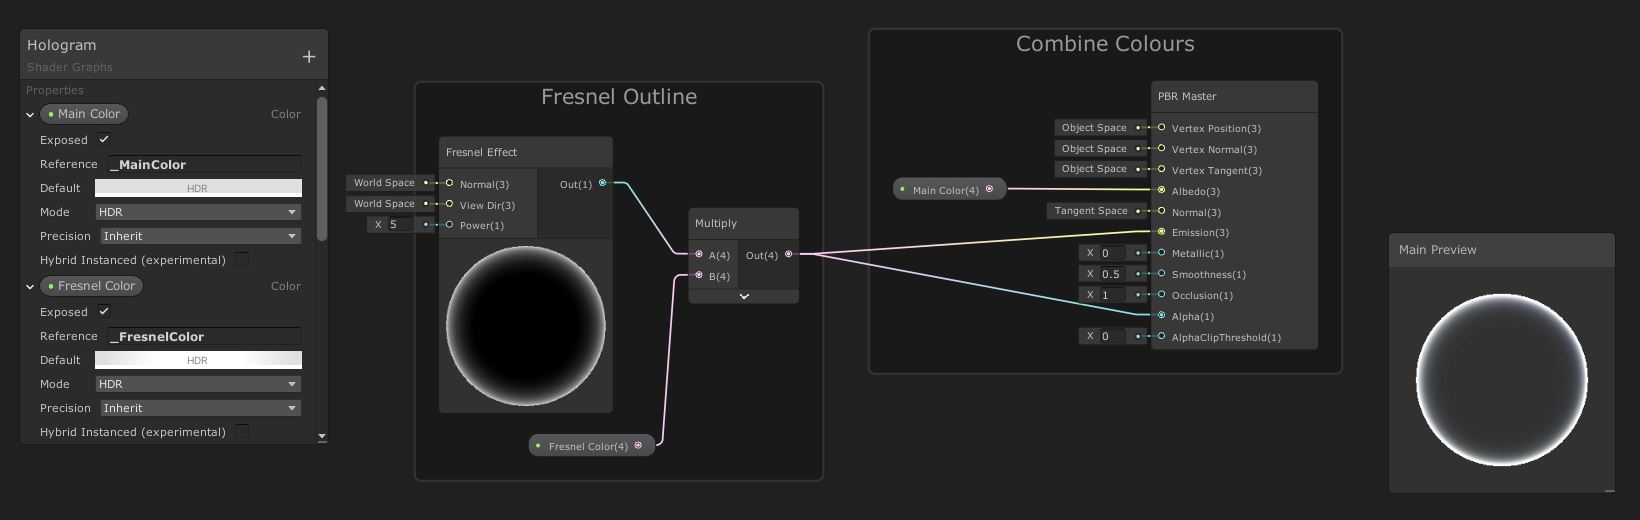 Hologram
+
Shader Graphs
Properties
Main Color
Color
Exposed
Reference _MainColor
Default HDR
Mode HDR
Precision Inherit
Hybrid Instanced (experimental)
Fresnel Color
Color
Exposed
Reference _FresnelColor
Default HDR
Mode HDR
Precision Inherit
Hybrid Instanced (experimental)
Fresnel Outline
Fresnel Effect
World Space Normal(3) Out(1)
World Space View Dir(3)
X 5 Power(1)
Multiply
A(4) Out(4)
B(4)
Fresnel Color(4)
Combine Colours
PBR Master
Object Space Vertex Position(3)
Object Space Vertex Normal(3)
Object Space Vertex Tangent(3)
Main Color(4) Albedo(3)
Tangent Space Normal(3)
Emission(3)
X 0 Metallic(1)
X 0.5 Smoothness(1)
X 1 Occlusion(1)
Alpha(1)
X 0 AlphaClipThreshold(1)
Main Preview